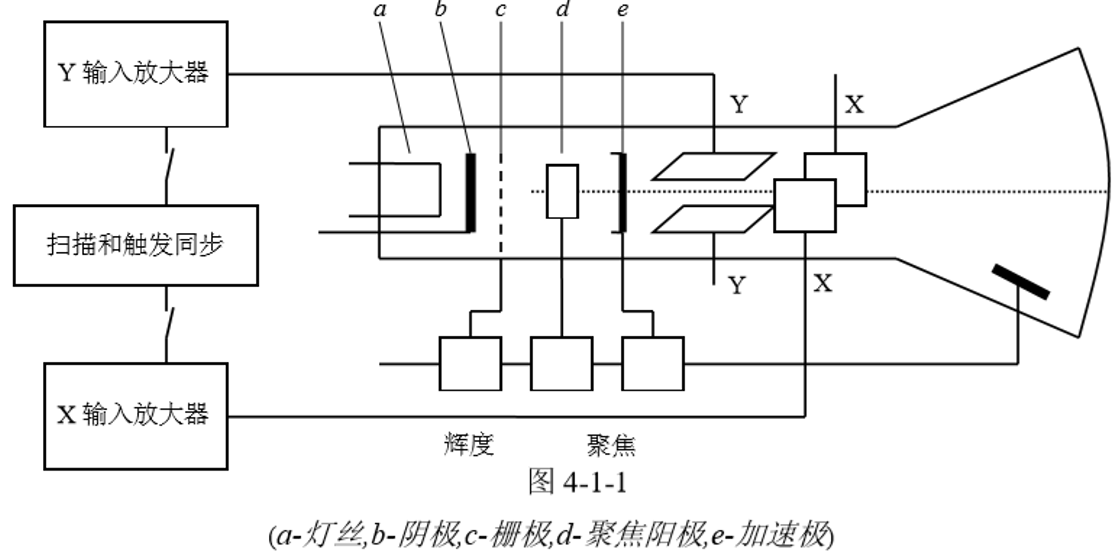 a b c d e
Y 输入放大器
Y
X
扫描和触发同步
Y
X
X 输入放大器
辉度
聚焦
图 4-1-1
(a-灯丝,b-阴极,c-栅极,d-聚焦阳极,e-加速极)